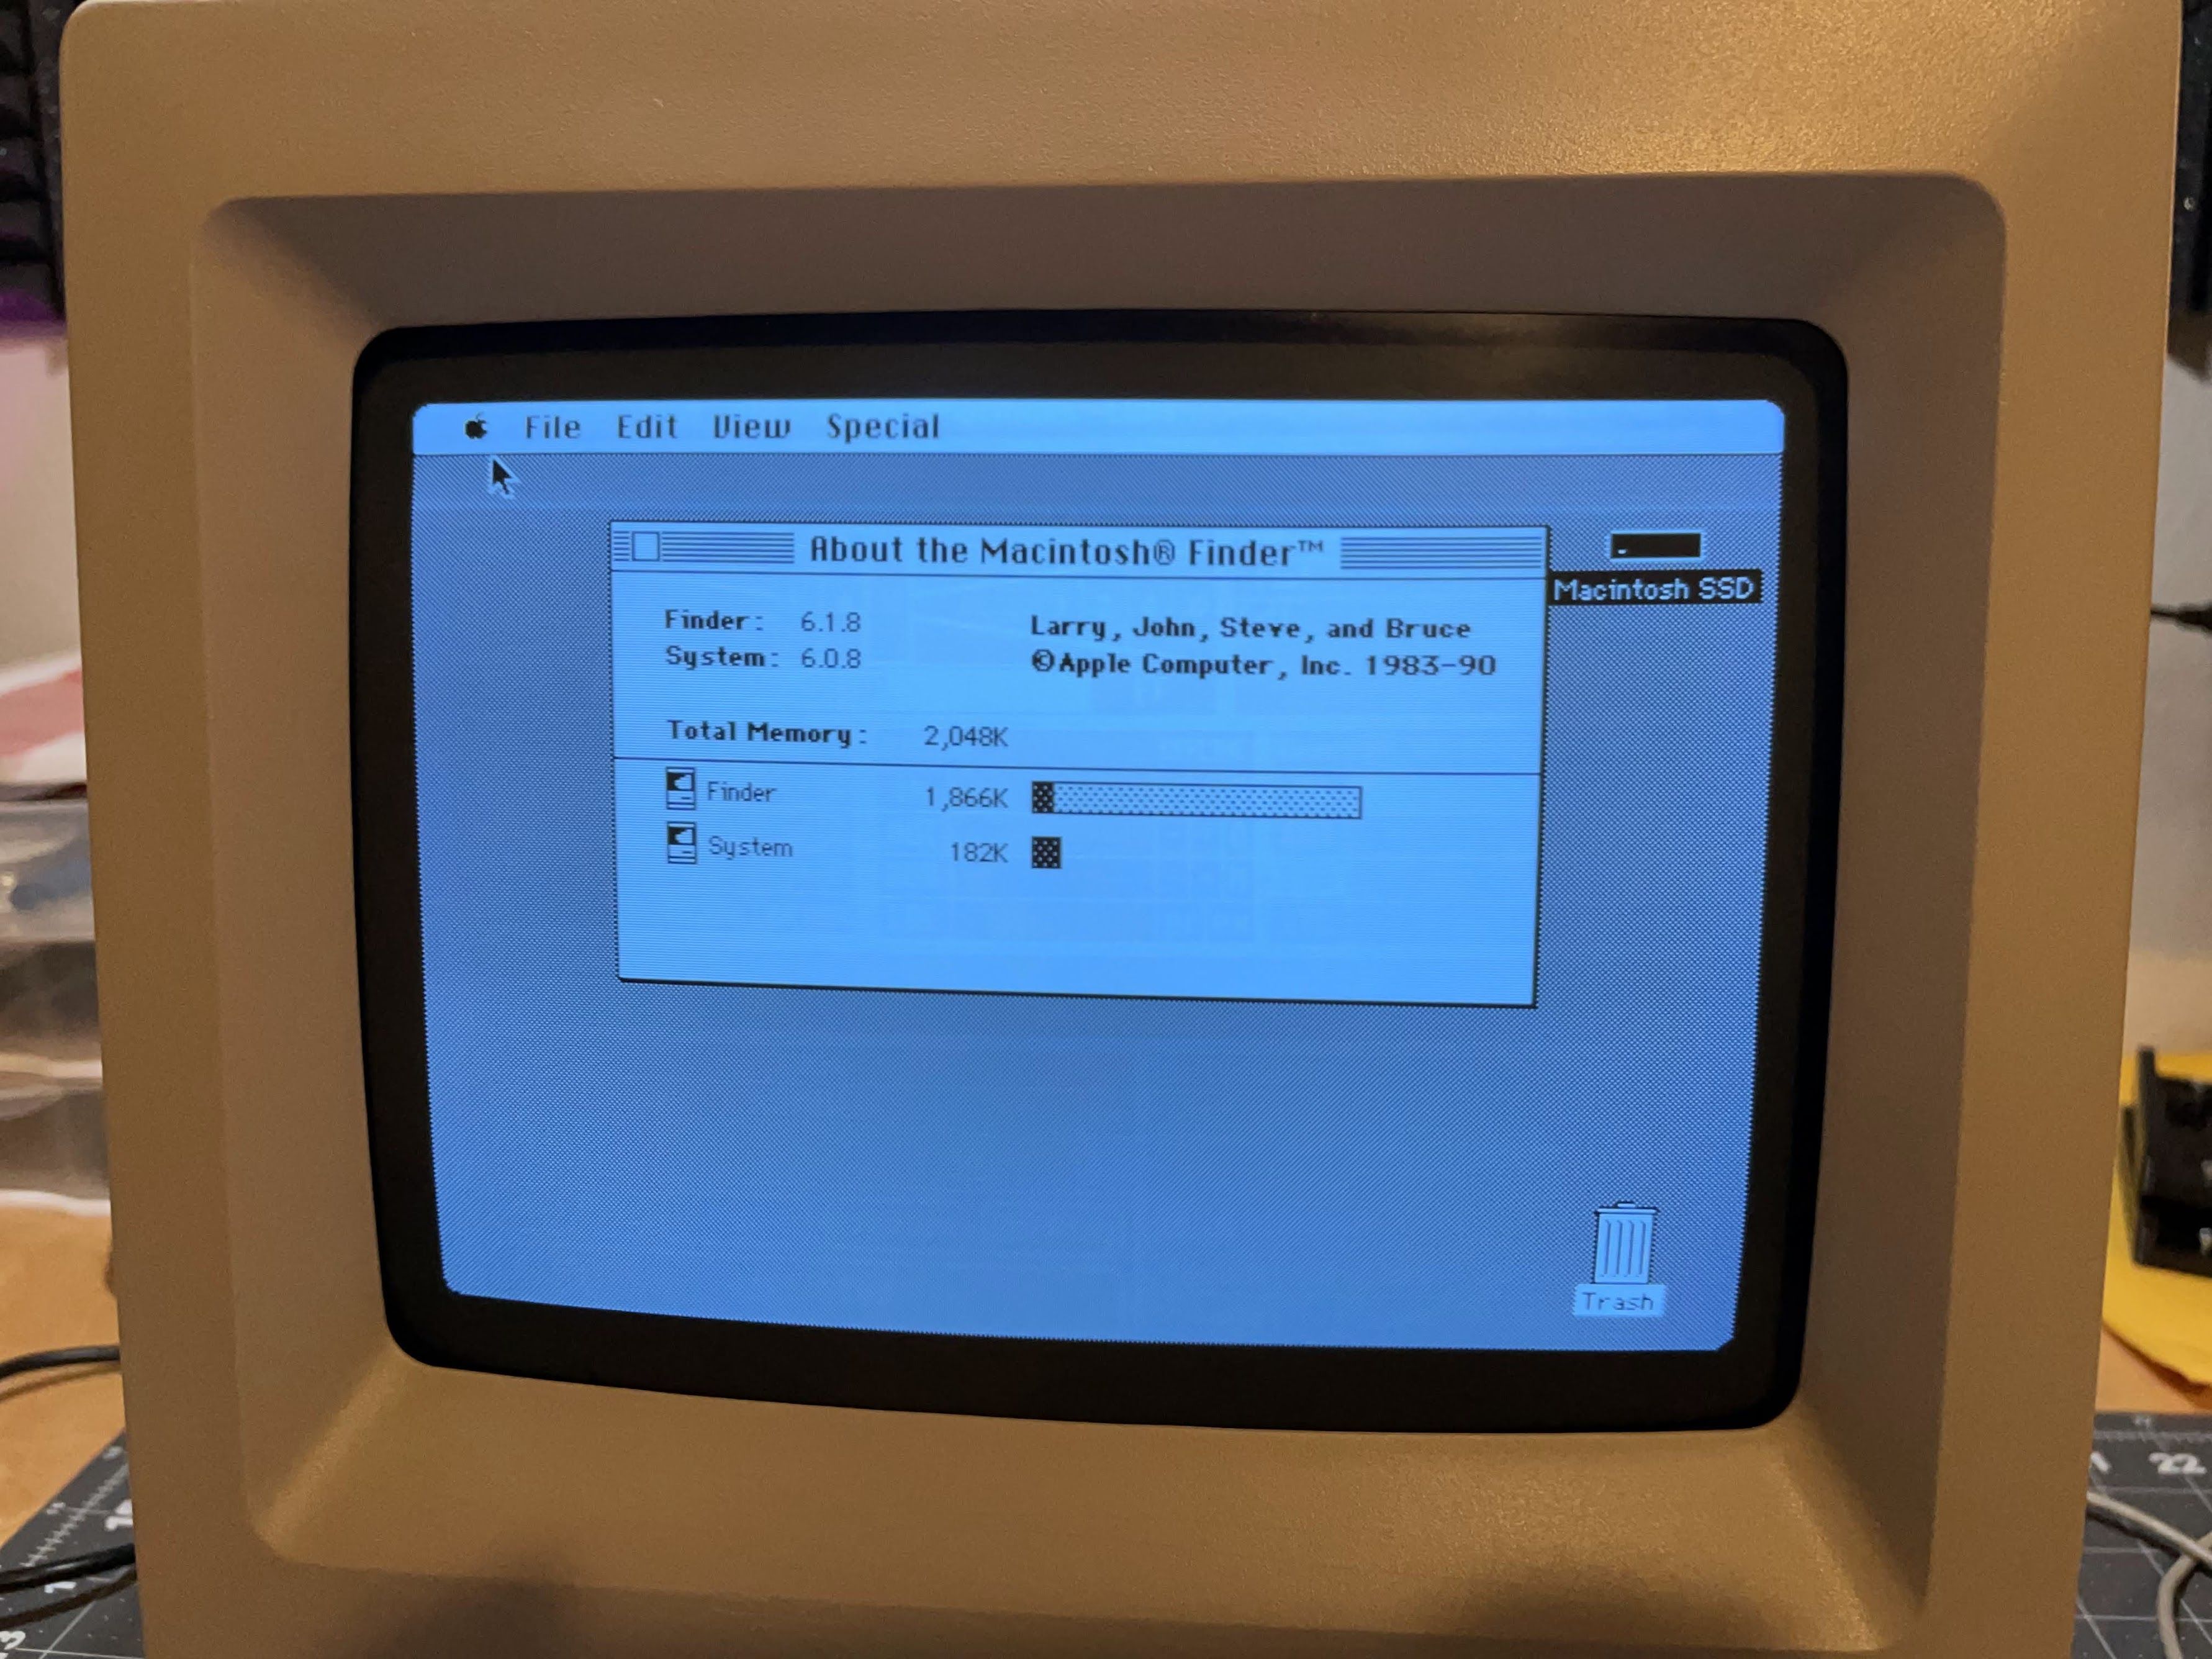 File Edit View Special
About the Macintosh® Finder™
Macintosh SSD
Finder: 6.1.8 Larry, John, Steve, and Bruce
System: 6.0.8 ©Apple Computer, Inc. 1983-90
Total Memory: 2,048K
Finder 1,866K
System 182K
Trash
22